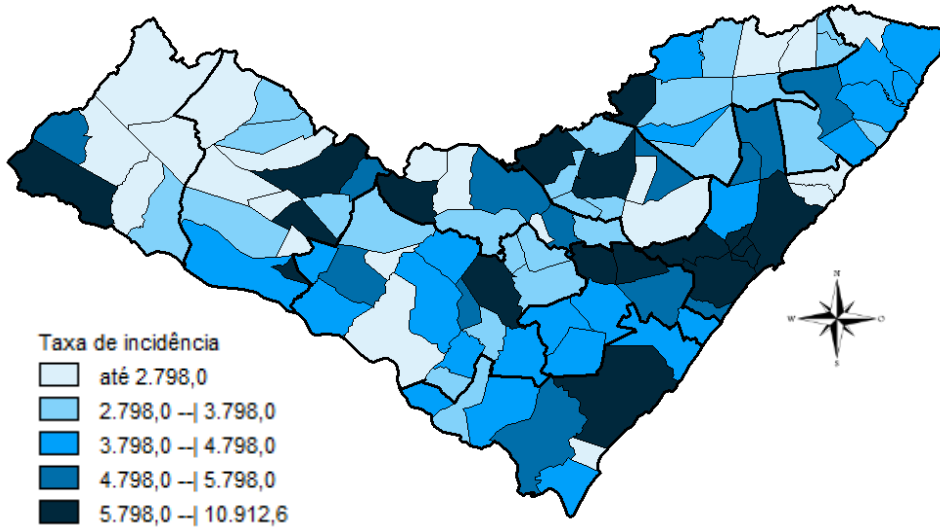 Taxa de incidência
até 2.798,0
2.798,0 --| 3.798,0
3.798,0 --| 4.798,0
4.798,0 --| 5.798,0
5.798,0 --| 10.912,6
N
W
O
S